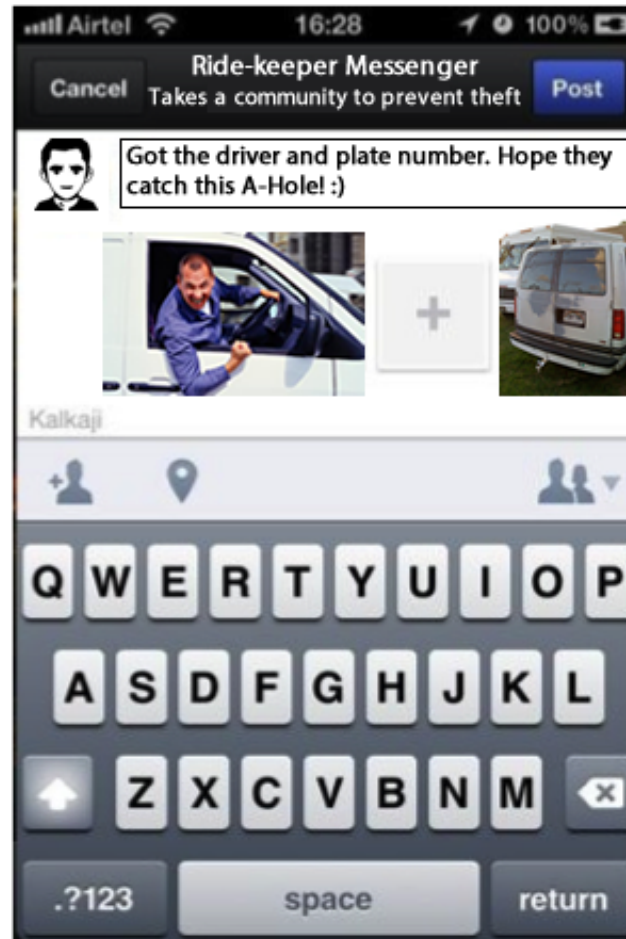 Airtel 16:28 100%
Cancel Ride-keeper Messenger Post
Takes a community to prevent theft
Got the driver and plate number. Hope they
catch this A-Hole! :)
Kalkaji
Q W E R T Y U I O P
A S D F G H J K L
Z X C V B N M
.?123 space return